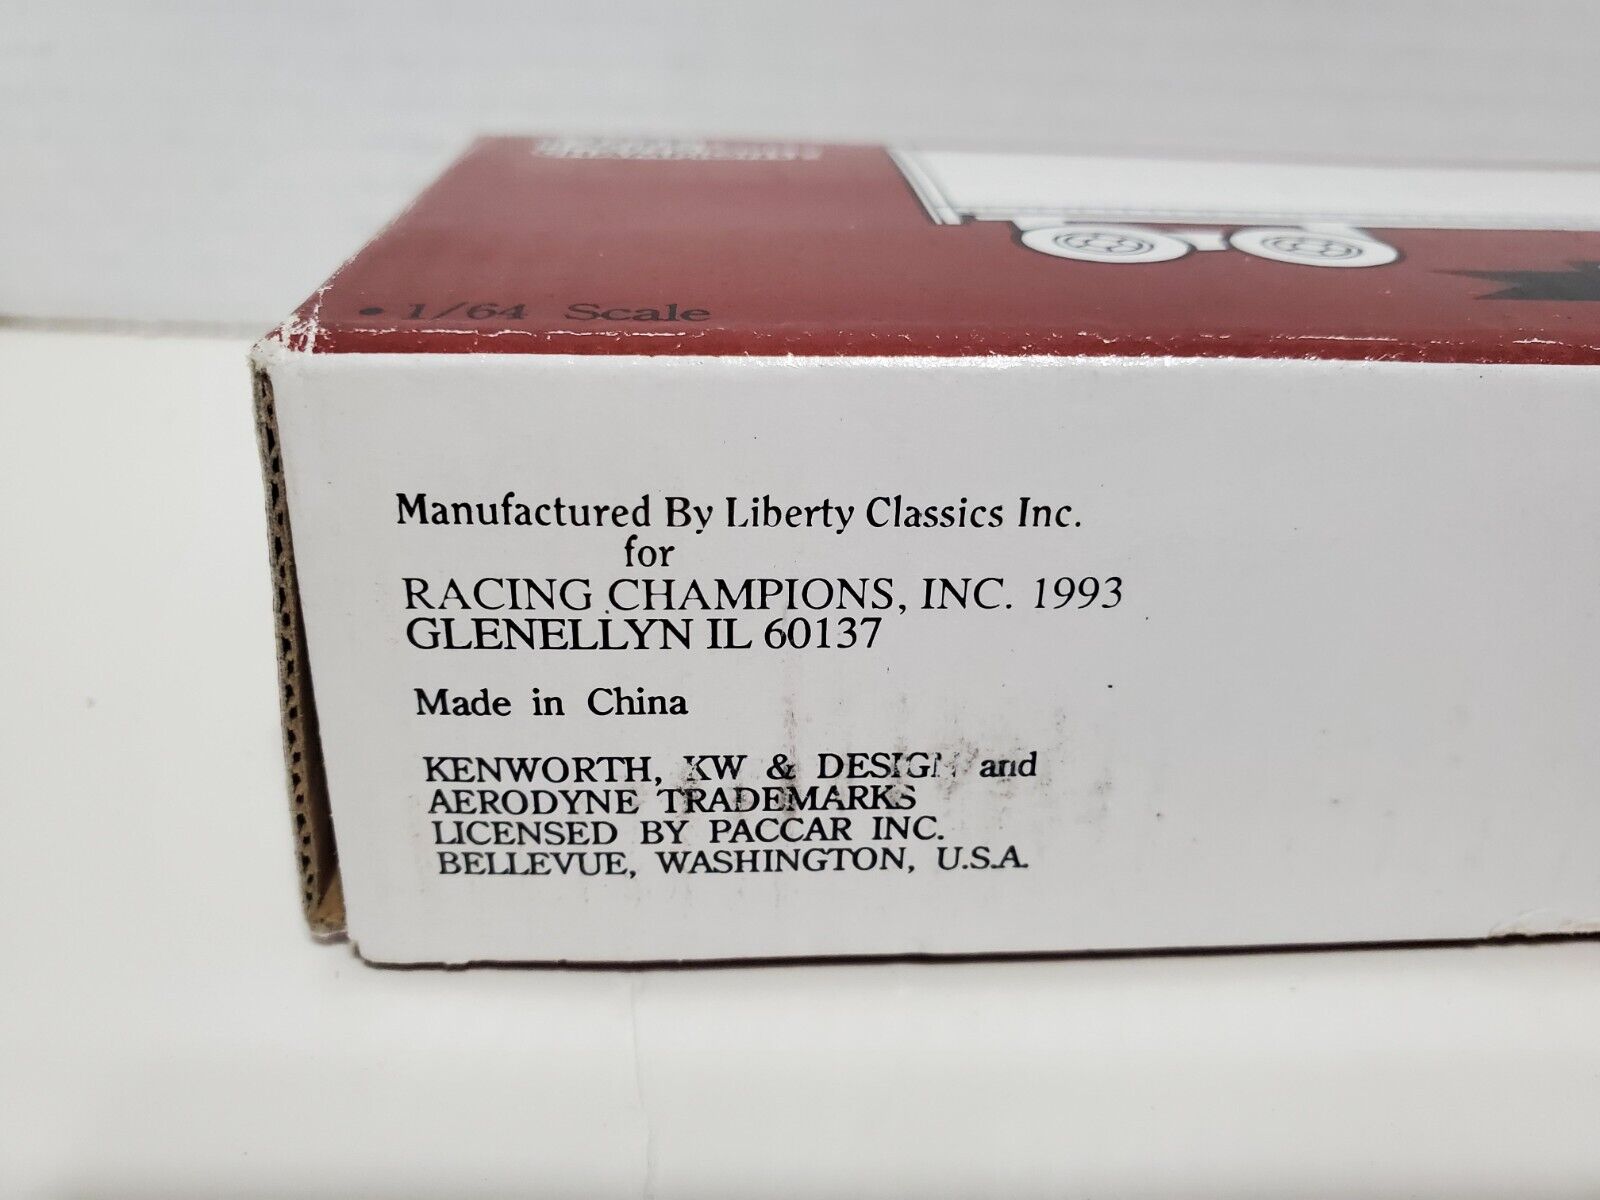 • 1/64 Scale
Manufactured By Liberty Classics Inc.
for
RACING CHAMPIONS, INC. 1993
GLENELLYN IL 60137
Made in China
KENWORTH, KW & DESIGN and
AERODYNE TRADEMARKS
LICENSED BY PACCAR INC.
BELLEVUE, WASHINGTON, U.S.A.